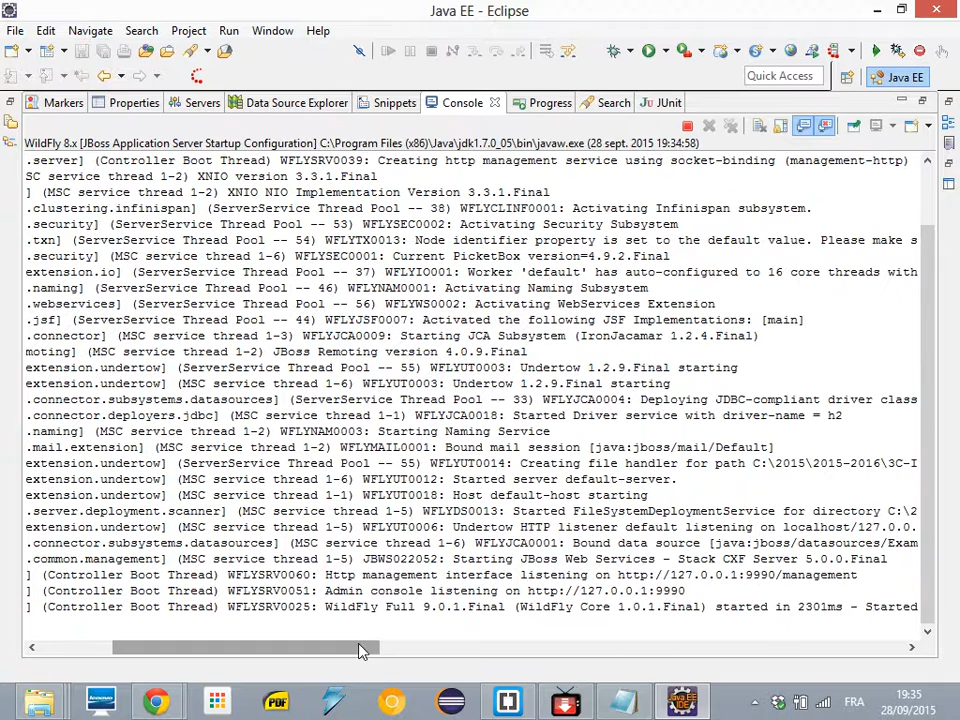 Java EE - Eclipse
File Edit Navigate Search Project Run Window Help
Quick Access Java EE
Markers Properties Servers Data Source Explorer Snippets Console Progress Search JUnit
WildFly 8.x [JBoss Application Server Startup Configuration] C:\Program Files (x86)\Java\jdk1.7.0_05\bin\javaw.exe (28 sept. 2015 19:34:58)
.server] (Controller Boot Thread) WFLYSRV0039: Creating http management service using socket-binding (management-http)
SC service thread 1-2) XNIO version 3.3.1.Final
] (MSC service thread 1-2) XNIO NIO Implementation Version 3.3.1.Final
.clustering.infinispan] (ServerService Thread Pool -- 38) WFLYCLINF0001: Activating Infinispan subsystem.
.security] (ServerService Thread Pool -- 53) WFLYSEC0002: Activating Security Subsystem
.txn] (ServerService Thread Pool -- 54) WFLYTX0013: Node identifier property is set to the default value. Please make s
.security] (MSC service thread 1-6) WFLYSEC0001: Current PicketBox version=4.9.2.Final
extension.io] (ServerService Thread Pool -- 37) WFLYIO001: Worker 'default' has auto-configured to 16 core threads with
.naming] (ServerService Thread Pool -- 46) WFLYNAM0001: Activating Naming Subsystem
.webservices] (ServerService Thread Pool -- 56) WFLYWS0002: Activating WebServices Extension
.jsf] (ServerService Thread Pool -- 44) WFLYJSF0007: Activated the following JSF Implementations: [main]
.connector] (MSC service thread 1-3) WFLYJCA0009: Starting JCA Subsystem (IronJacamar 1.2.4.Final)
moting] (MSC service thread 1-2) JBoss Remoting version 4.0.9.Final
extension.undertow] (ServerService Thread Pool -- 55) WFLYUT0003: Undertow 1.2.9.Final starting
extension.undertow] (MSC service thread 1-6) WFLYUT0003: Undertow 1.2.9.Final starting
.connector.subsystems.datasources] (ServerService Thread Pool -- 33) WFLYJCA0004: Deploying JDBC-compliant driver class
.connector.deployers.jdbc] (MSC service thread 1-1) WFLYJCA0018: Started Driver service with driver-name = h2
.naming] (MSC service thread 1-2) WFLYNAM0003: Starting Naming Service
.mail.extension] (MSC service thread 1-2) WFLYMAIL0001: Bound mail session [java:jboss/mail/Default]
extension.undertow] (ServerService Thread Pool -- 55) WFLYUT0014: Creating file handler for path C:\2015\2015-2016\3C-I
extension.undertow] (MSC service thread 1-6) WFLYUT0012: Started server default-server.
extension.undertow] (MSC service thread 1-1) WFLYUT0018: Host default-host starting
.server.deployment.scanner] (MSC service thread 1-5) WFLYDS0013: Started FileSystemDeploymentService for directory C:\2
extension.undertow] (MSC service thread 1-5) WFLYUT0006: Undertow HTTP listener default listening on localhost/127.0.0.
.connector.subsystems.datasources] (MSC service thread 1-6) WFLYJCA0001: Bound data source [java:jboss/datasources/Exam
.common.management] (MSC service thread 1-5) JBWS022052: Starting JBoss Web Services - Stack CXF Server 5.0.0.Final
] (Controller Boot Thread) WFLYSRV0060: Http management interface listening on http://127.0.0.1:9990/management
] (Controller Boot Thread) WFLYSRV0051: Admin console listening on http://127.0.0.1:9990
] (Controller Boot Thread) WFLYSRV0025: WildFly Full 9.0.1.Final (WildFly Core 1.0.1.Final) started in 2301ms - Started
PDF
Java EE
IDE
FRA
19:35
28/09/2015